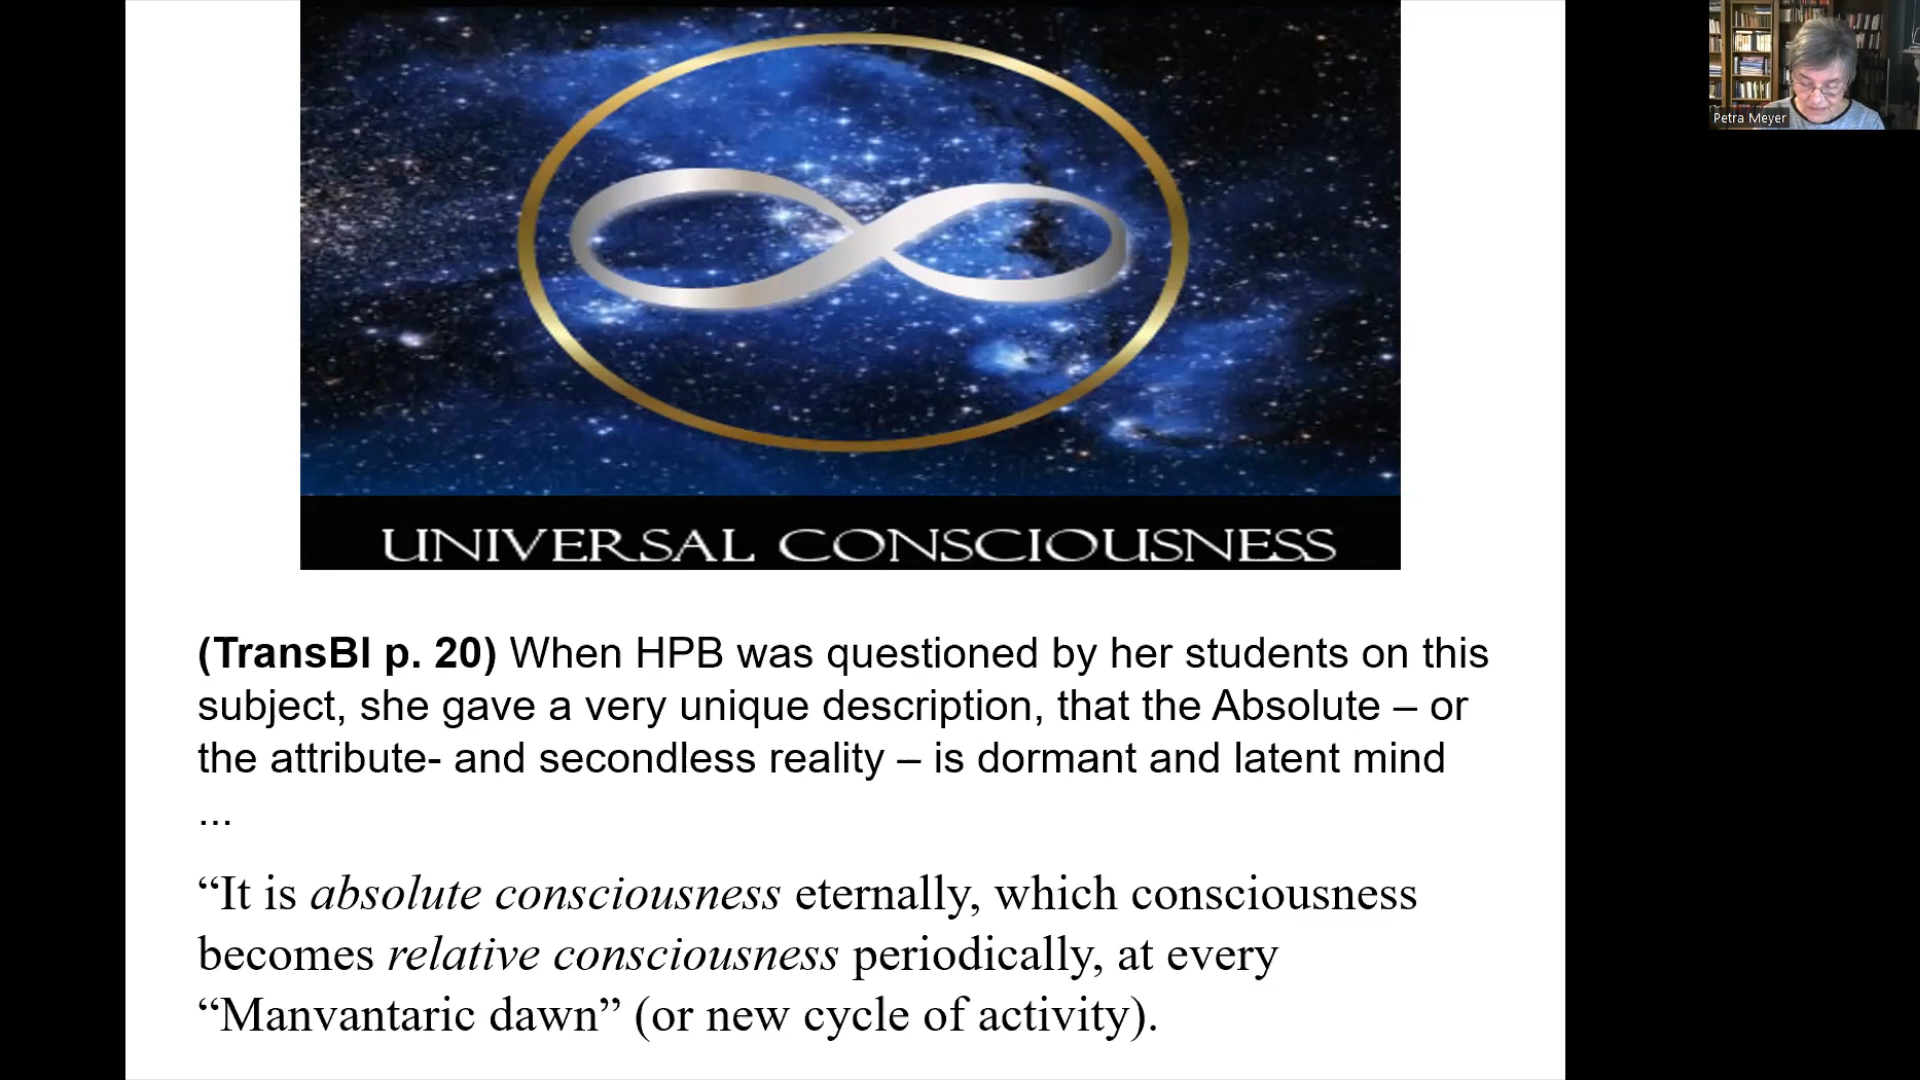 Petra Meyer
UNIVERSAL CONSCIOUSNESS
(TransBl p. 20) When HPB was questioned by her students on this
subject, she gave a very unique description, that the Absolute – or
the attribute- and secondless reality – is dormant and latent mind
...
“It is absolute consciousness eternally, which consciousness
becomes relative consciousness periodically, at every
“Manvantaric dawn” (or new cycle of activity).